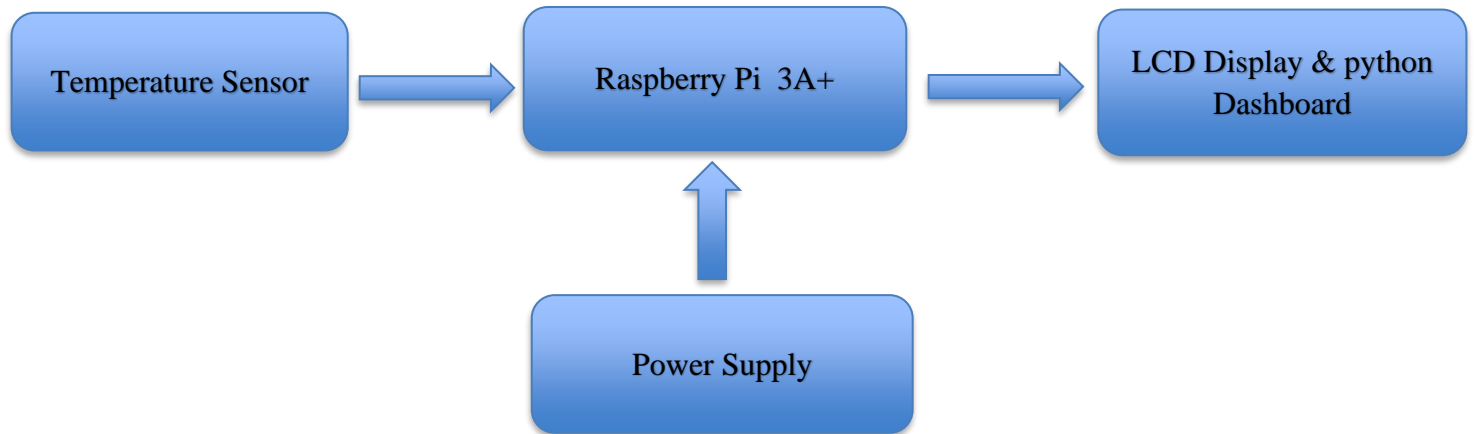 Temperature Sensor
Raspberry Pi  3A+
LCD Display & python
Dashboard
Power Supply